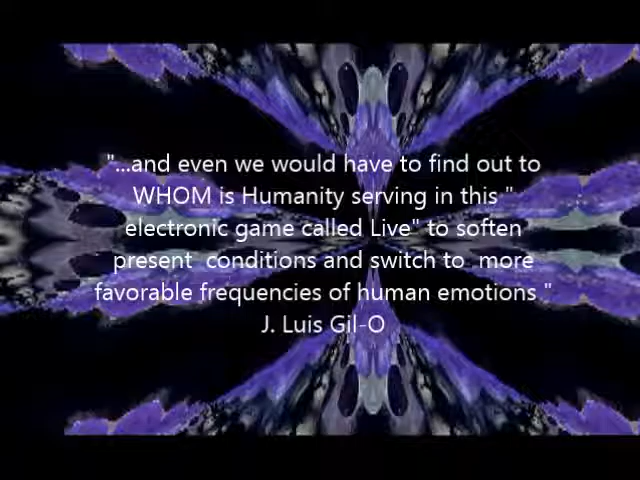 "...and even we would have to find out to
WHOM is Humanity serving in this "
electronic game called Live" to soften
present  conditions and switch to  more
favorable frequencies of human emotions "
J. Luis Gil-O